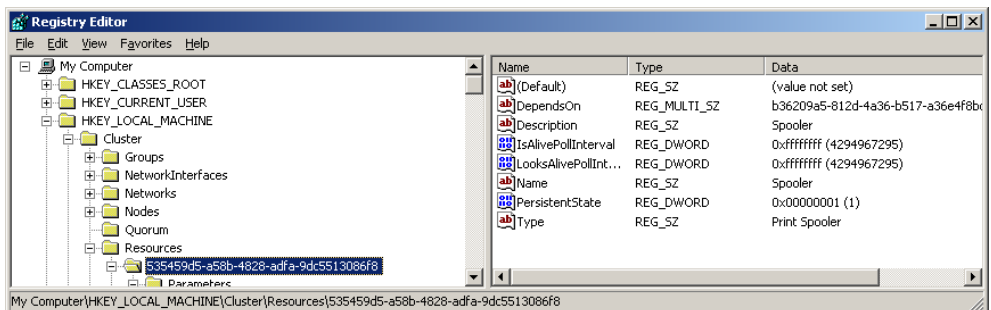 Registry Editor
File Edit View Favorites Help
My Computer
HKEY_CLASSES_ROOT
HKEY_CURRENT_USER
HKEY_LOCAL_MACHINE
Cluster
Groups
NetworkInterfaces
Networks
Nodes
Quorum
Resources
535459d5-a58b-4828-adfa-9dc5513086f8
Parameters
Name Type Data
(Default) REG_SZ (value not set)
DependsOn REG_MULTI_SZ b36209a5-812d-4a36-b517-a36e4f8bc
Description REG_SZ Spooler
IsAlivePollInterval REG_DWORD 0xffffffff (4294967295)
LooksAlivePollInt... REG_DWORD 0xffffffff (4294967295)
Name REG_SZ Spooler
PersistentState REG_DWORD 0x00000001 (1)
Type REG_SZ Print Spooler
My Computer\HKEY_LOCAL_MACHINE\Cluster\Resources\535459d5-a58b-4828-adfa-9dc5513086f8